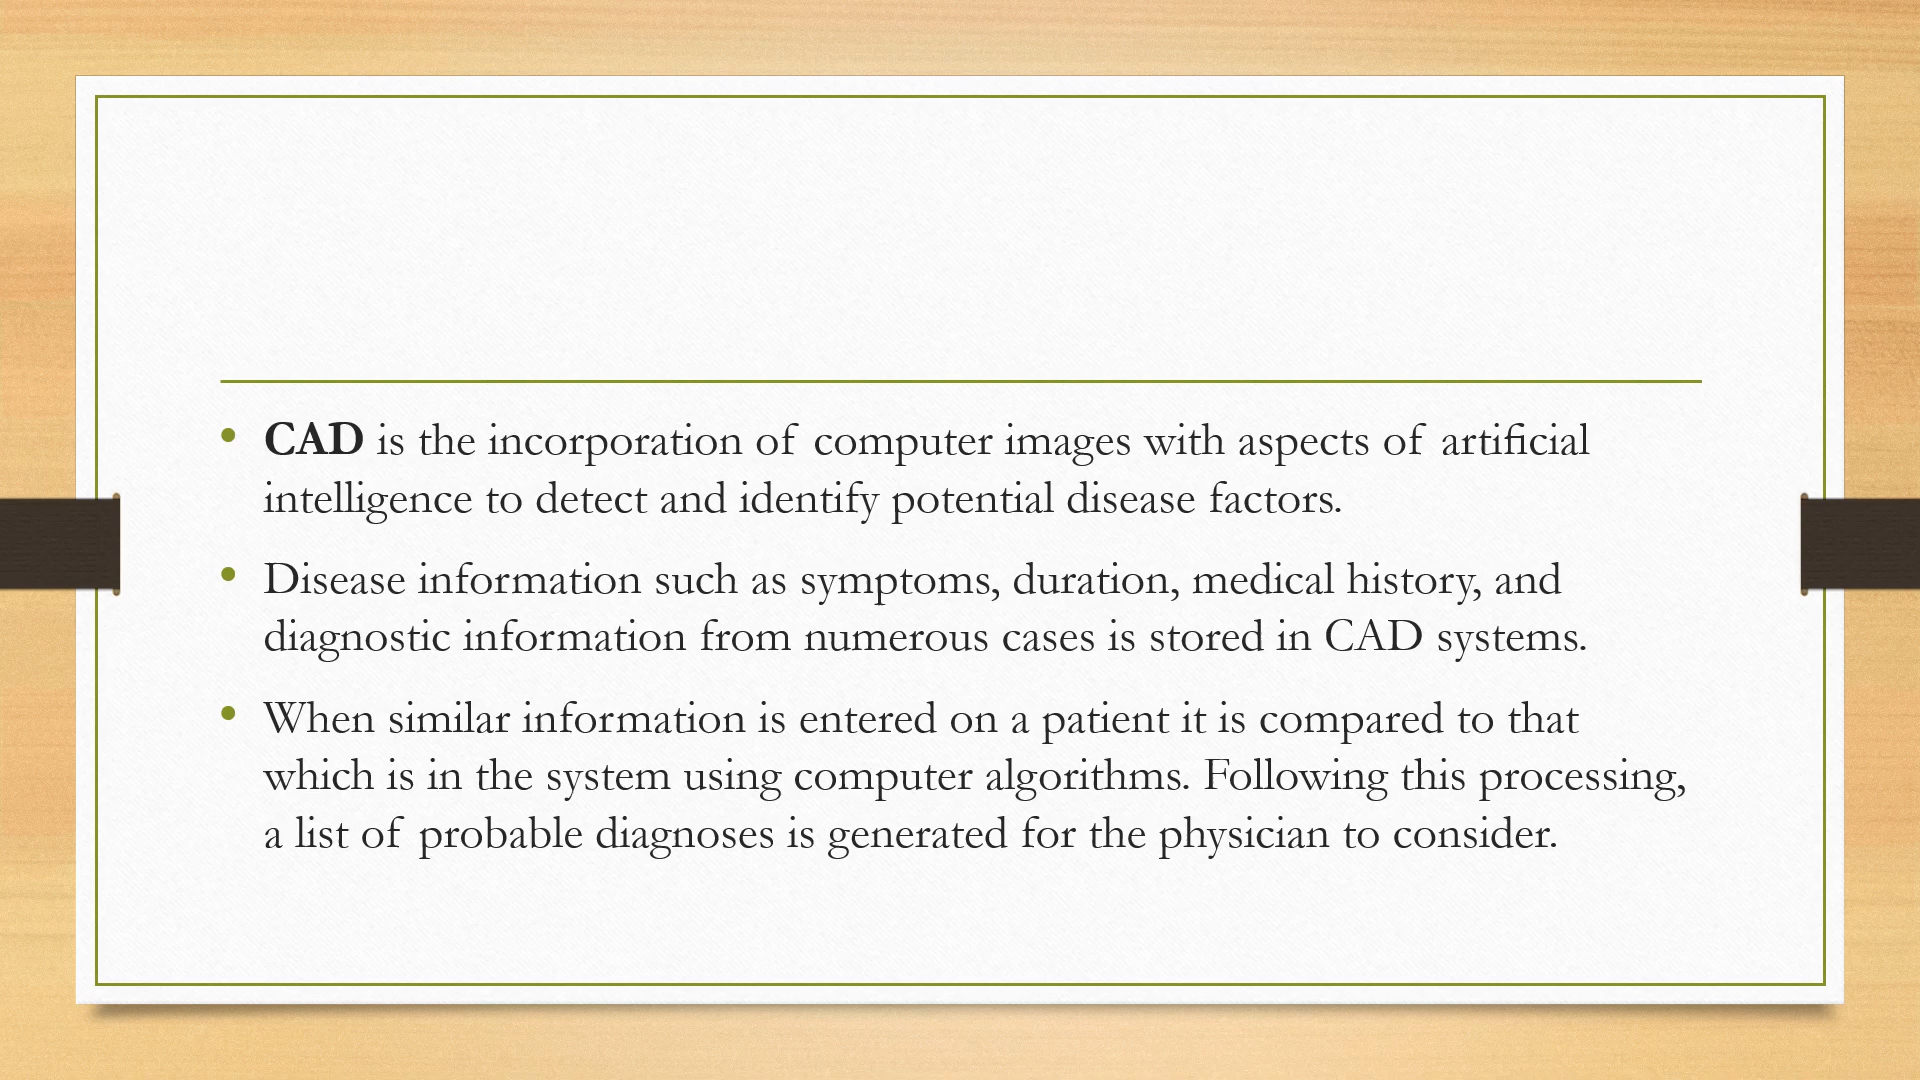 • CAD is the incorporation of computer images with aspects of artificial
intelligence to detect and identify potential disease factors.
• Disease information such as symptoms, duration, medical history, and
diagnostic information from numerous cases is stored in CAD systems.
• When similar information is entered on a patient it is compared to that
which is in the system using computer algorithms. Following this processing,
a list of probable diagnoses is generated for the physician to consider.